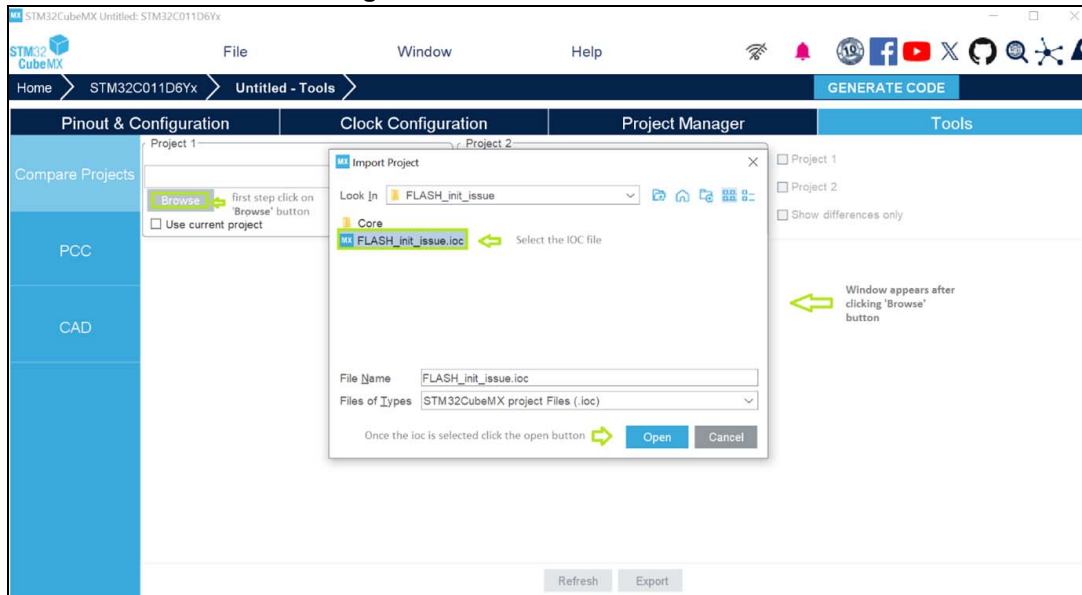 STM32CubeMX Untitled: STM32C011D6Yx
STM32
CubeMX
File
Window
Help
10
Home
STM32C011D6Yx
Untitled - Tools
GENERATE CODE
Pinout & Configuration
Clock Configuration
Project Manager
Tools
Compare Projects
PCC
CAD
Project 1
Browse
first step click on
'Browse' button
Use current project
Project 2
MX Import Project
Look In
FLASH_init_issue
Core
MX FLASH_init_issue.ioc
Select the IOC file
File Name
FLASH_init_issue.ioc
Files of Types
STM32CubeMX project Files (.ioc)
Once the ioc is selected click the open button
Open
Cancel
Project 1
Project 2
Show differences only
Window appears after
clicking 'Browse'
button
Refresh
Export